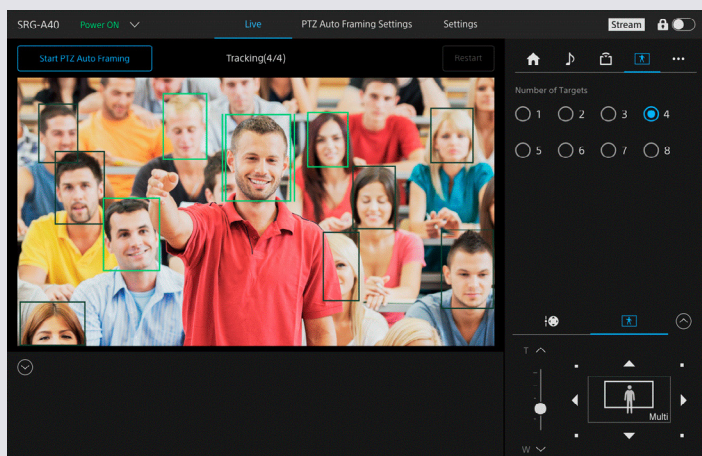 SRG-A40 Power ON Live PTZ Auto Framing Settings Settings Stream
Start PTZ Auto Framing Tracking(4/4) Restart
Number of Targets
1 2 3 4
5 6 7 8
T
Multi
W